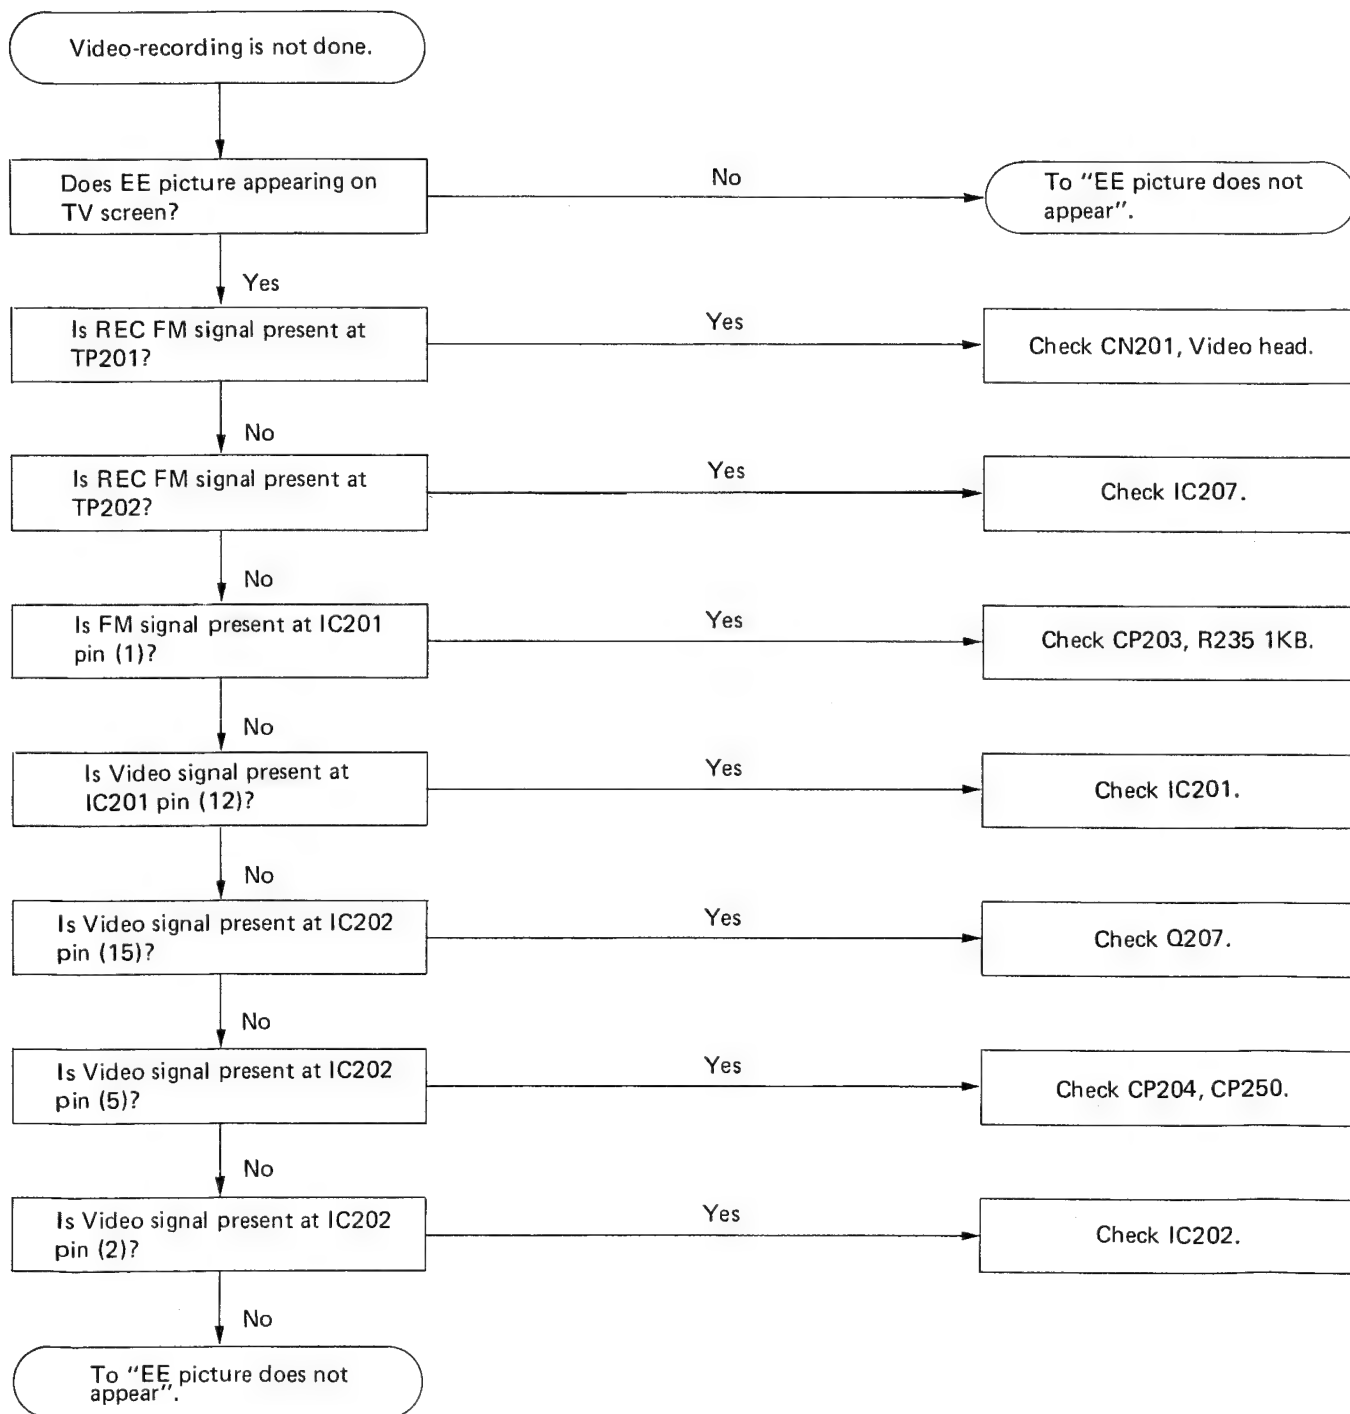 Video-recording is not done.
Does EE picture appearing on
TV screen?
No
To “EE picture does not
appear”.
Yes
Is REC FM signal present at
TP201?
Yes
Check CN201, Video head.
No
Is REC FM signal present at
TP202?
Yes
Check IC207.
No
Is FM signal present at IC201
pin (1)?
Yes
Check CP203, R235 1KB.
No
Is Video signal present at
IC201 pin (12)?
Yes
Check IC201.
No
Is Video signal present at IC202
pin (15)?
Yes
Check Q207.
No
Is Video signal present at IC202
pin (5)?
Yes
Check CP204, CP250.
No
Is Video signal present at IC202
pin (2)?
Yes
Check IC202.
No
To “EE picture does not
appear”.